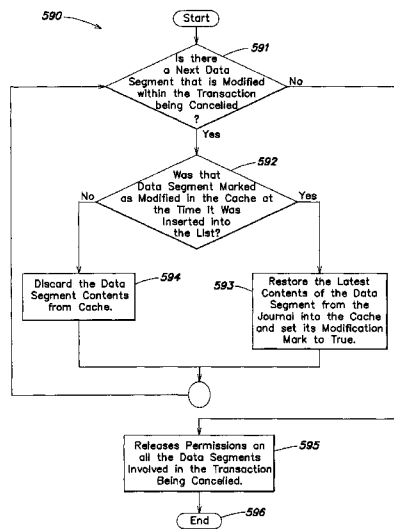 590
Start
591
Is there
a Next Data
Segment that is Modified
within the Transaction
being Cancelled
?
No
Yes
592
Was that
Data Segment Marked
as Modified in the Cache at
the Time it Was
Inserted into
the List?
No
Yes
594
Discard the Data
Segment Contents
from Cache.
593
Restore the Latest
Contents of the Data
Segment from the
Journal into the Cache
and set its Modification
Mark to True.
595
Releases Permissions on
all the Data Segments
Involved in the Transaction
Being Cancelled.
End
596